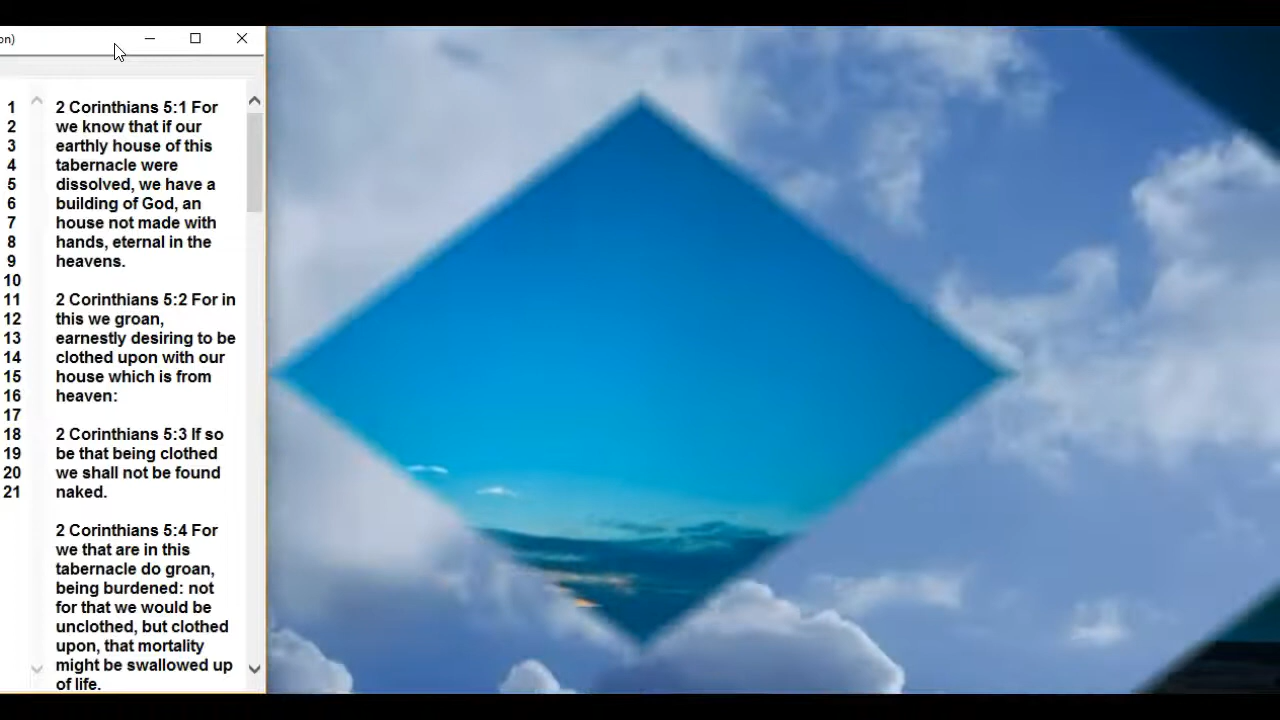 on)
1
2
3
4
5
6
7
8
9
10
11
12
13
14
15
16
17
18
19
20
21
2 Corinthians 5:1 For
we know that if our
earthly house of this
tabernacle were
dissolved, we have a
building of God, an
house not made with
hands, eternal in the
heavens.
2 Corinthians 5:2 For in
this we groan,
earnestly desiring to be
clothed upon with our
house which is from
heaven:
2 Corinthians 5:3 If so
be that being clothed
we shall not be found
naked.
2 Corinthians 5:4 For
we that are in this
tabernacle do groan,
being burdened: not
for that we would be
unclothed, but clothed
upon, that mortality
might be swallowed up
of life.